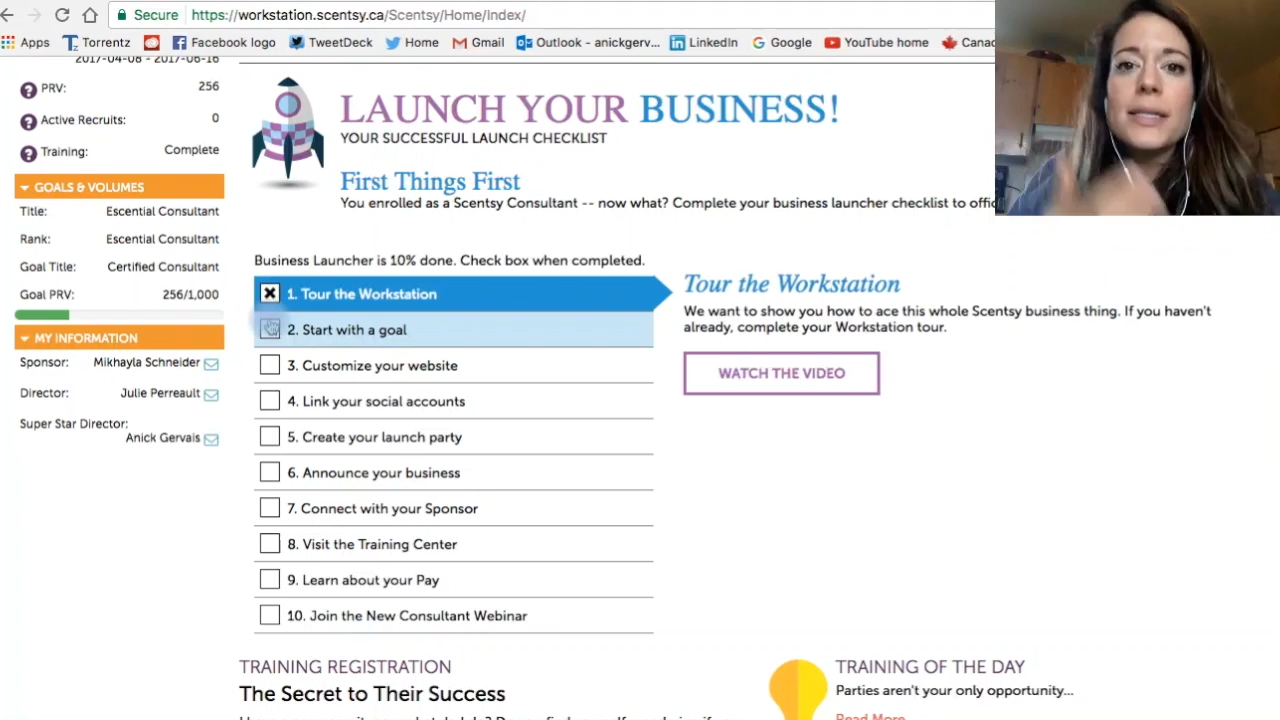 Secure https://workstation.scentsy.ca/Scentsy/Home/Index/
Apps Torrentz Facebook logo TweetDeck Home Gmail Outlook - anickgerv... LinkedIn Google YouTube home
2017-04-08 - 2017-06-16
PRV: 256
Active Recruits: 0
Training: Complete
GOALS & VOLUMES
Title: Escential Consultant
Rank: Escential Consultant
Goal Title: Certified Consultant
Goal PRV: 256/1,000
MY INFORMATION
Sponsor: Mikhayla Schneider
Director: Julie Perreault
Super Star Director:
Anick Gervais
LAUNCH YOUR BUSINESS!
YOUR SUCCESSFUL LAUNCH CHECKLIST
First Things First
You enrolled as a Scentsy Consultant -- now what? Complete your business launcher checklist to
Business Launcher is 10% done. Check box when completed.
1. Tour the Workstation
2. Start with a goal
3. Customize your website
4. Link your social accounts
5. Create your launch party
6. Announce your business
7. Connect with your Sponsor
8. Visit the Training Center
9. Learn about your Pay
10. Join the New Consultant Webinar
Tour the Workstation
We want to show you how to ace this whole Scentsy business thing. If you haven't
already, complete your Workstation tour.
WATCH THE VIDEO
TRAINING REGISTRATION
The Secret to Their Success
TRAINING OF THE DAY
Parties aren't your only opportunity...
Read More